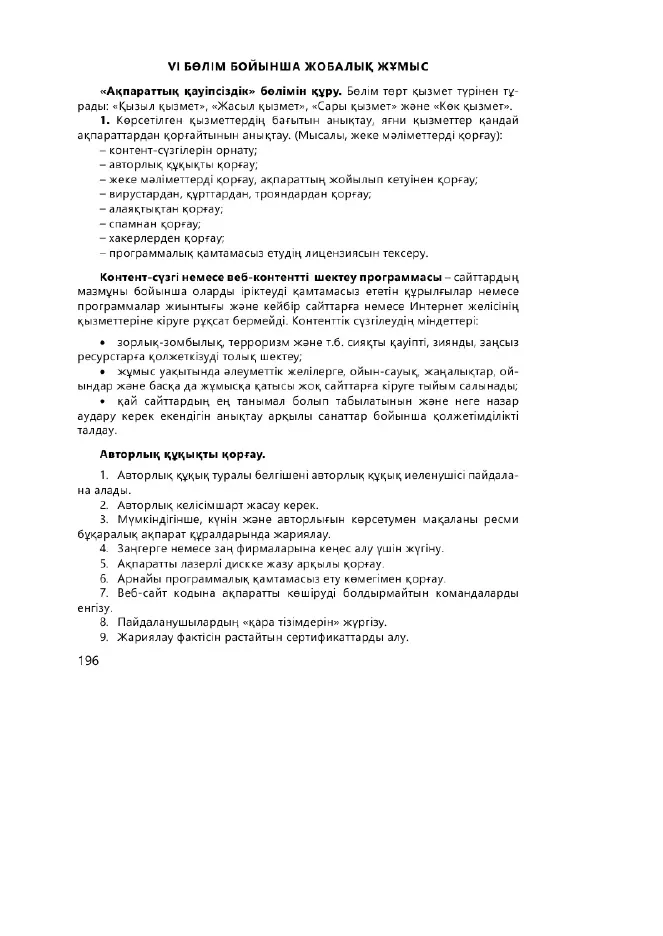 VI БӨЛІМ БОЙЫНША ЖОБАЛЫҚ ЖҰМЫС
«Ақпараттық қауіпсіздік» бөлімін құру. Бөлім төрт қызмет түрінен тұ-
рады: «Қызыл қызмет», «Жасыл қызмет», «Сары қызмет» және «Көк қызмет».
1. Көрсетілген қызметтердің бағытын анықтау, яғни қызметтер қандай
ақпараттардан қорғайтынын анықтау. (Мысалы, жеке мәліметтерді қорғау):
– контент-сүзгілерін орнату;
– авторлық құқықты қорғау;
– жеке мәліметтерді қорғау, ақпараттың жойылып кетуінен қорғау;
– вирустардан, құрттардан, трояндардан қорғау;
– алаяқтықтан қорғау;
– спамнан қорғау;
– хакерлерден қорғау;
– программалық қамтамасыз етудің лицензиясын тексеру.
Контент-сүзгі немесе веб-контентті шектеу программасы – сайттардың
мазмұны бойынша оларды іріктеуді қамтамасыз ететін құрылғылар немесе
программалар жиынтығы және кейбір сайттарға немесе Интернет желісінің
қызметтеріне кіруге рұқсат бермейді. Контенттік сүзгілеудің міндеттері:
• зорлық-зомбылық, терроризм және т.б. сияқты қауіпті, зиянды, заңсыз
ресурстарға қолжеткізуді толық шектеу;
• жұмыс уақытында әлеуметтік желілерге, ойын-сауық, жаңалықтар, ой-
ындар және басқа да жұмысқа қатысы жоқ сайттарға кіруге тыйым салынады;
• қай сайттардың ең танымал болып табылатынын және неге назар
аудару керек екендігін анықтау арқылы санаттар бойынша қолжетімділікті
талдау.
Авторлық құқықты қорғау.
1. Авторлық құқық туралы белгішені авторлық құқық иеленушісі пайдала-
на алады.
2. Авторлық келісімшарт жасау керек.
3. Мүмкіндігінше, күнін және авторлығын көрсетумен мақаланы ресми
бұқаралық ақпарат құралдарында жариялау.
4. Заңгерге немесе заң фирмаларына кеңес алу үшін жүгіну.
5. Ақпаратты лазерлі дискке жазу арқылы қорғау.
6. Арнайы программалық қамтамасыз ету көмегімен қорғау.
7. Веб-сайт кодына ақпаратты көшіруді болдырмайтын командаларды
енгізу.
8. Пайдаланушылардың «қара тізімдерін» жүргізу.
9. Жариялау фактісін растайтын сертификаттарды алу.
196